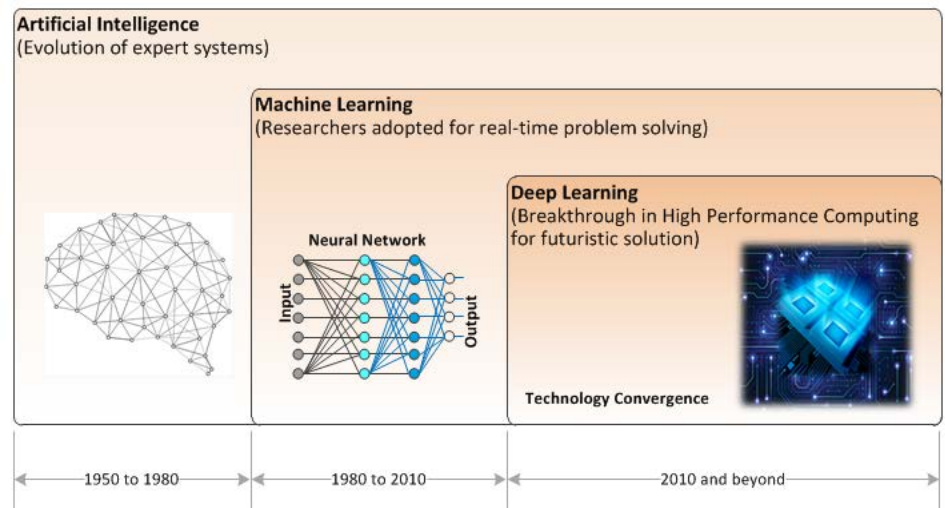 Artificial Intelligence
(Evolution of expert systems)
Machine Learning
(Researchers adopted for real-time problem solving)
Deep Learning
(Breakthrough in High Performance Computing
for futuristic solution)
Neural Network
Input
Output
Technology Convergence
1950 to 1980
1980 to 2010
2010 and beyond